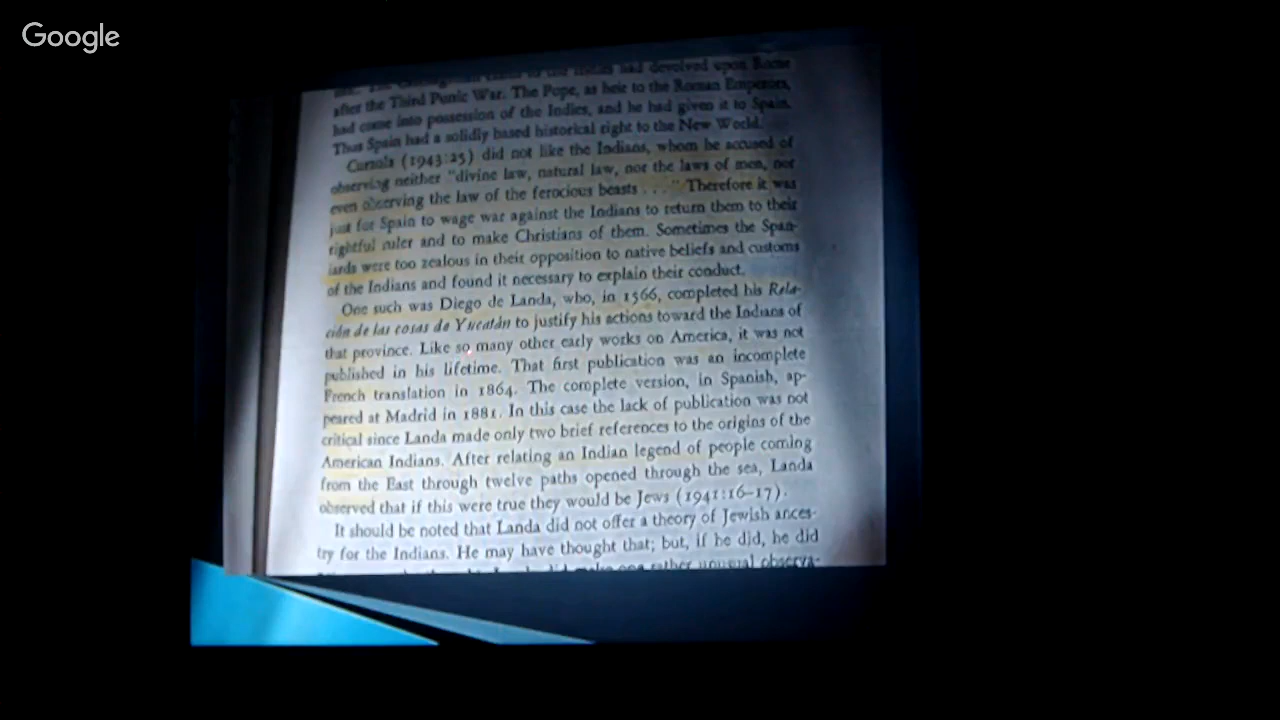 Google
of the Indies had devolved upon Rome
after the Third Punic War. The Pope, as heir to the Roman Emperors,
had come into possession of the Indies, and he had given it to Spain.
Thus Spain had a solidly based historical right to the New World.
(1943:25) did not like the Indians, whom he accused of
observing neither "divine law, natural law, nor the laws of men, not
even observing the law of the ferocious beasts . . ." Therefore it was
just for Spain to wage war against the Indians to return them to their
rightful ruler and to make Christians of them. Sometimes the Span-
iards were too zealous in their opposition to native beliefs and customs
of the Indians and found it necessary to explain their conduct.
One such was Diego de Landa, who, in 1566, completed his Rela-
ción de las cosas de Yucatán to justify his actions toward the Indians of
that province. Like so many other early works on America, it was not
published in his lifetime. That first publication was an incomplete
French translation in 1864. The complete version, in Spanish, ap-
peared at Madrid in 1881. In this case the lack of publication was not
critical since Landa made only two brief references to the origins of the
American Indians. After relating an Indian legend of people coming
from the East through twelve paths opened through the sea, Landa
observed that if this were true they would be Jews (1941:16–17).
It should be noted that Landa did not offer a theory of Jewish ances-
try for the Indians. He may have thought that; but, if he did, he did
make one rather unusual observa-